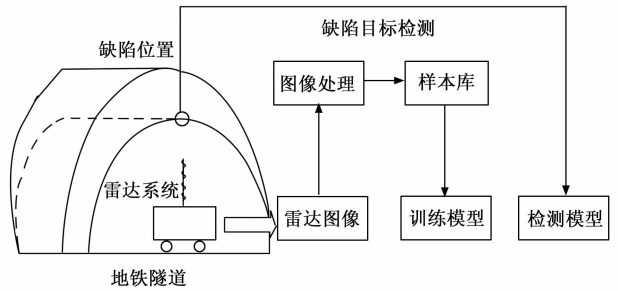 缺陷位置
缺陷目标检测
图像处理
样本库
雷达系统
雷达图像
训练模型
检测模型
地铁隧道